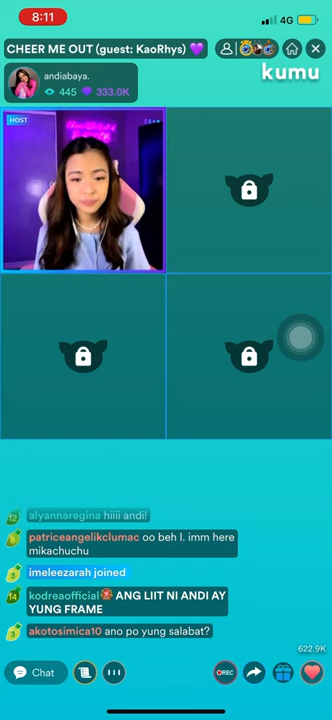 8:11
4G
CHEER ME OUT (guest: KaoRhys) 💜
kumu
andiabaya.
445 333.0K
HOST
12 alyannaregina hiiii andi!
9 patriceangelikclumac oo beh l. imm here
mikachuchu
3 imeleezarah joined
14 kodreaofficial ANG LIIT NI ANDI AY
YUNG FRAME
3 akotosimica10 ano po yung salabat?
622.9K
Chat
REC